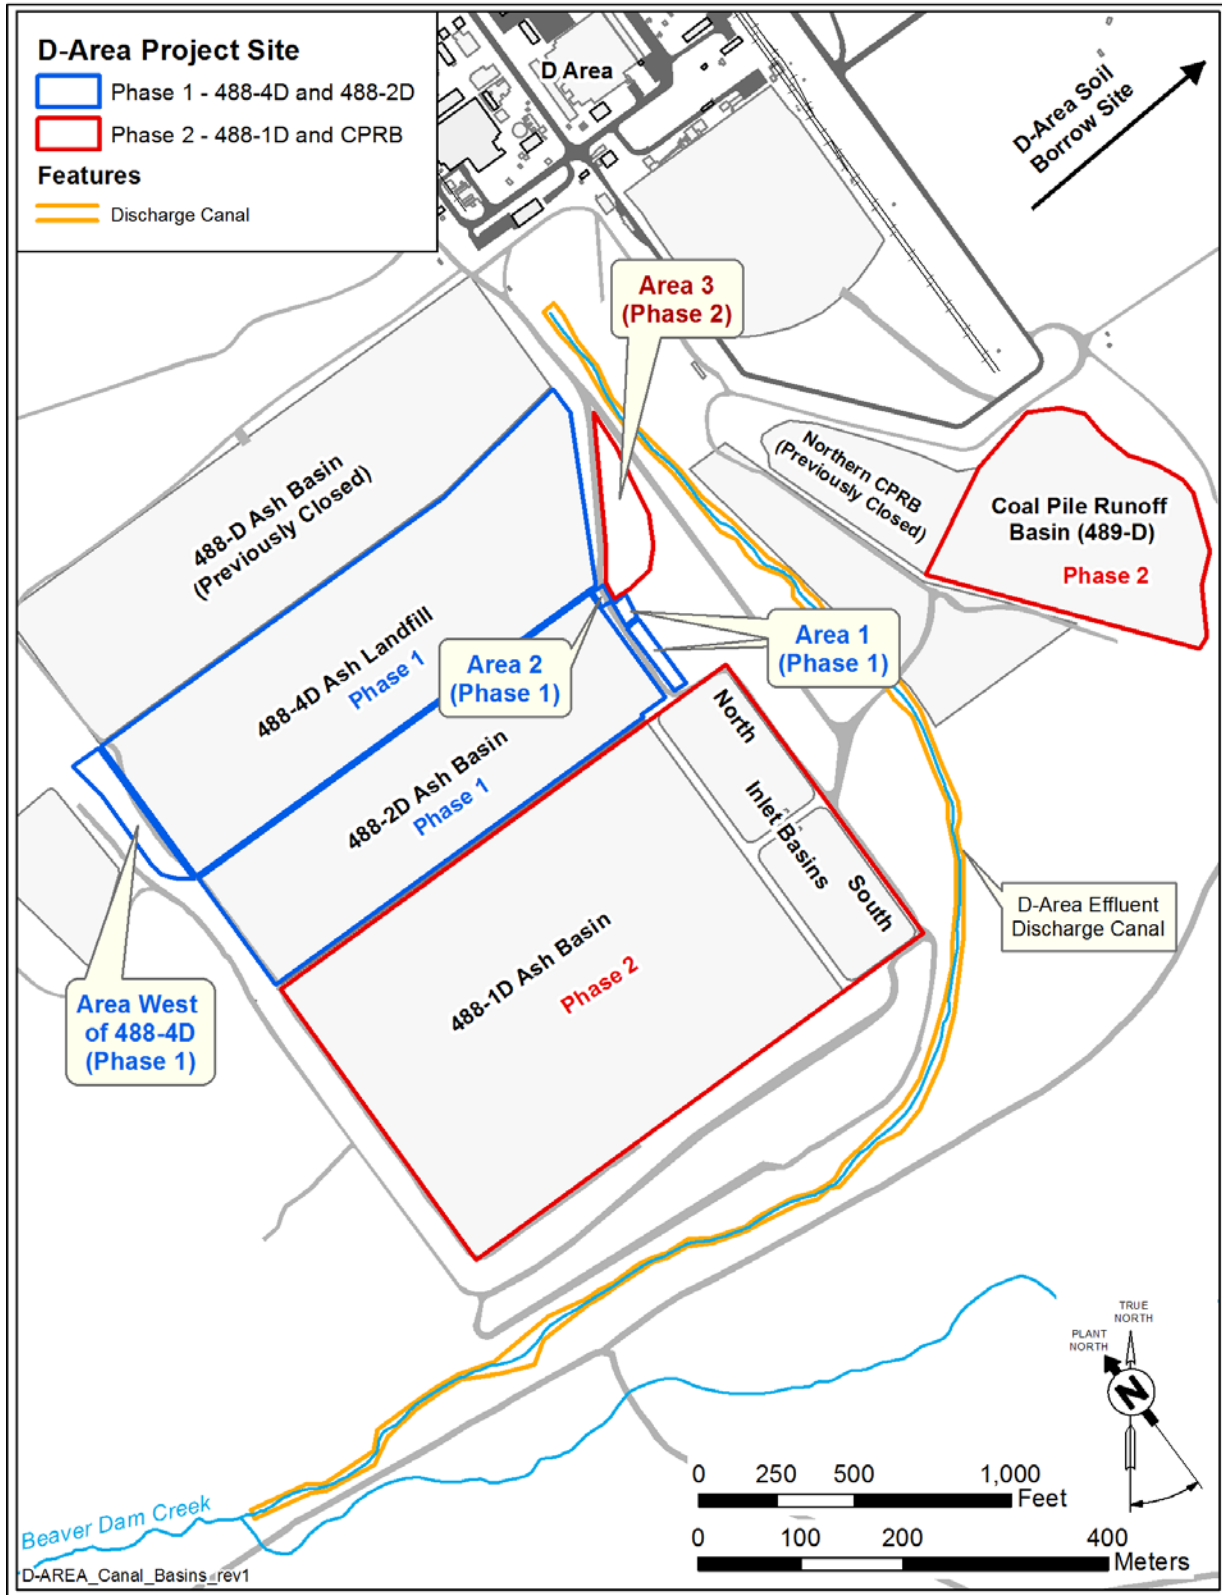 D-Area Project Site
Phase 1 - 488-4D and 488-2D
Phase 2 - 488-1D and CPRB
Features
Discharge Canal
D Area
D-Area Soil
Borrow Site
Area 3
(Phase 2)
488-D Ash Basin
(Previously Closed)
Northern CPRB
(Previously Closed)
Coal Pile Runoff
Basin (489-D)
Phase 2
488-4D Ash Landfill
Phase 1
Area 2
(Phase 1)
Area 1
(Phase 1)
488-2D Ash Basin
Phase 1
North
Inlet Basins
South
488-1D Ash Basin
Phase 2
D-Area Effluent
Discharge Canal
Area West
of 488-4D
(Phase 1)
TRUE
NORTH
PLANT
NORTH
N
0 250 500 1,000
Feet
0 100 200 400
Meters
Beaver Dam Creek
D-AREA_Canal_Basins_rev1